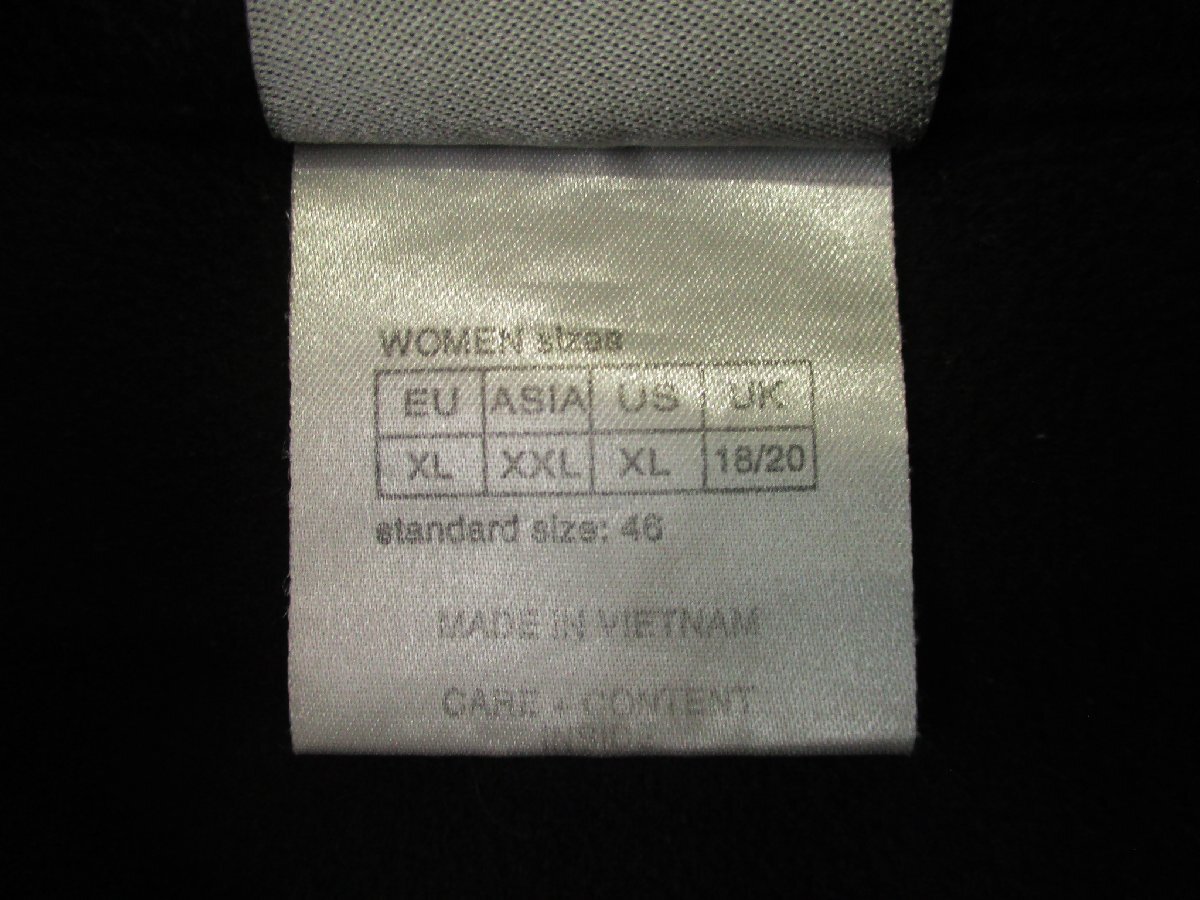 WOMEN sizes
EU ASIA US UK
XL XXL XL 18/20
standard size: 46
MADE IN VIETNAM
CARE + CONTENT